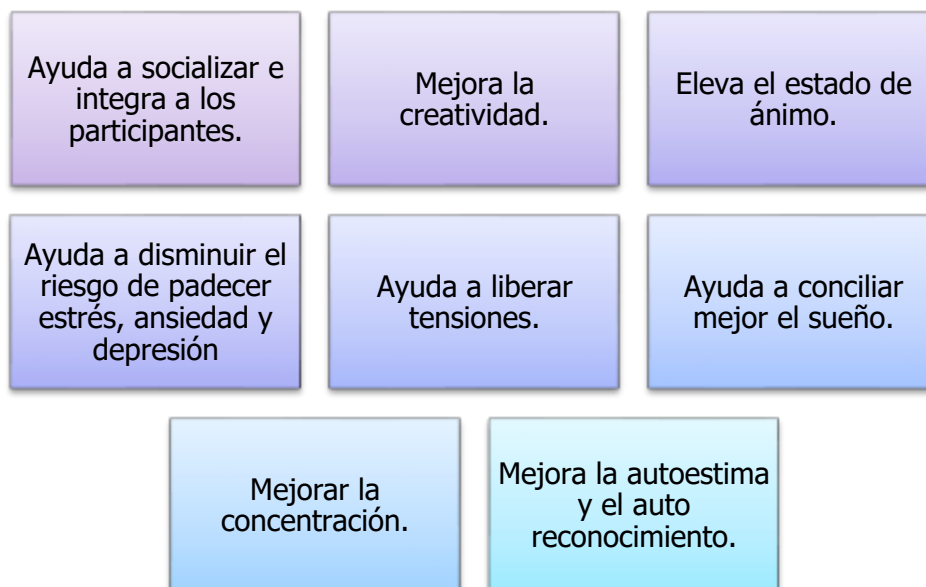 Ayuda a socializar e
integra a los
participantes.
Mejora la
creatividad.
Eleva el estado de
ánimo.
Ayuda a disminuir el
riesgo de padecer
estrés, ansiedad y
depresión
Ayuda a liberar
tensiones.
Ayuda a conciliar
mejor el sueño.
Mejorar la
concentración.
Mejora la autoestima
y el auto
reconocimiento.